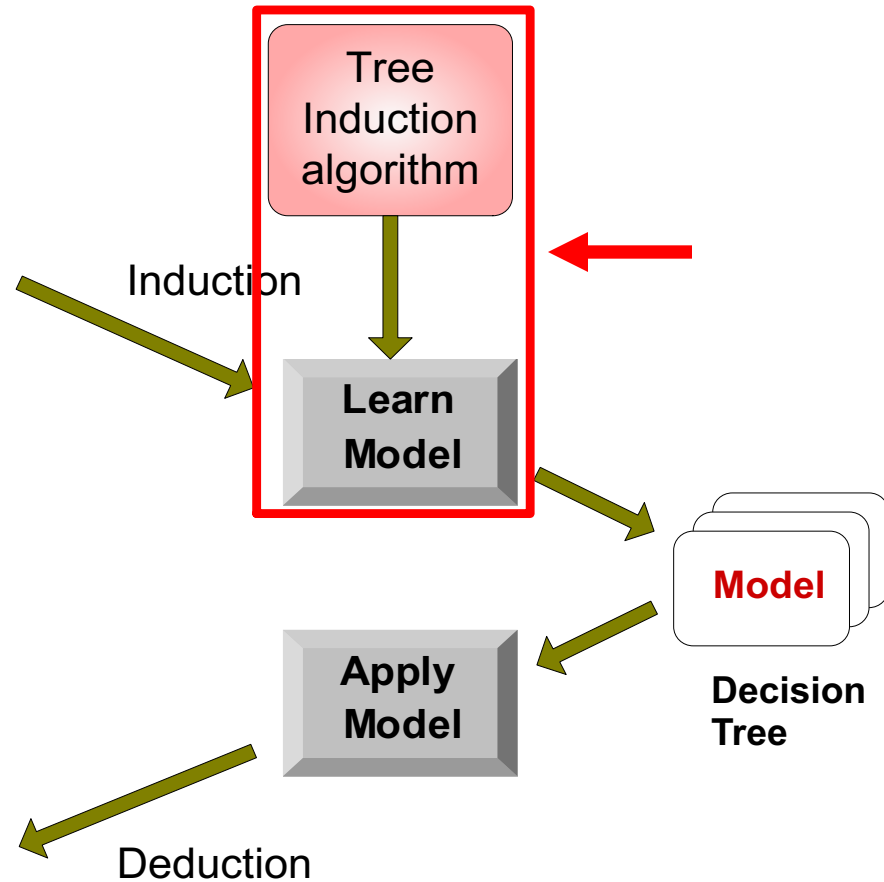 Tree
Induction
algorithm
Induction
Learn
Model
Model
Apply
Model
Decision
Tree
Deduction